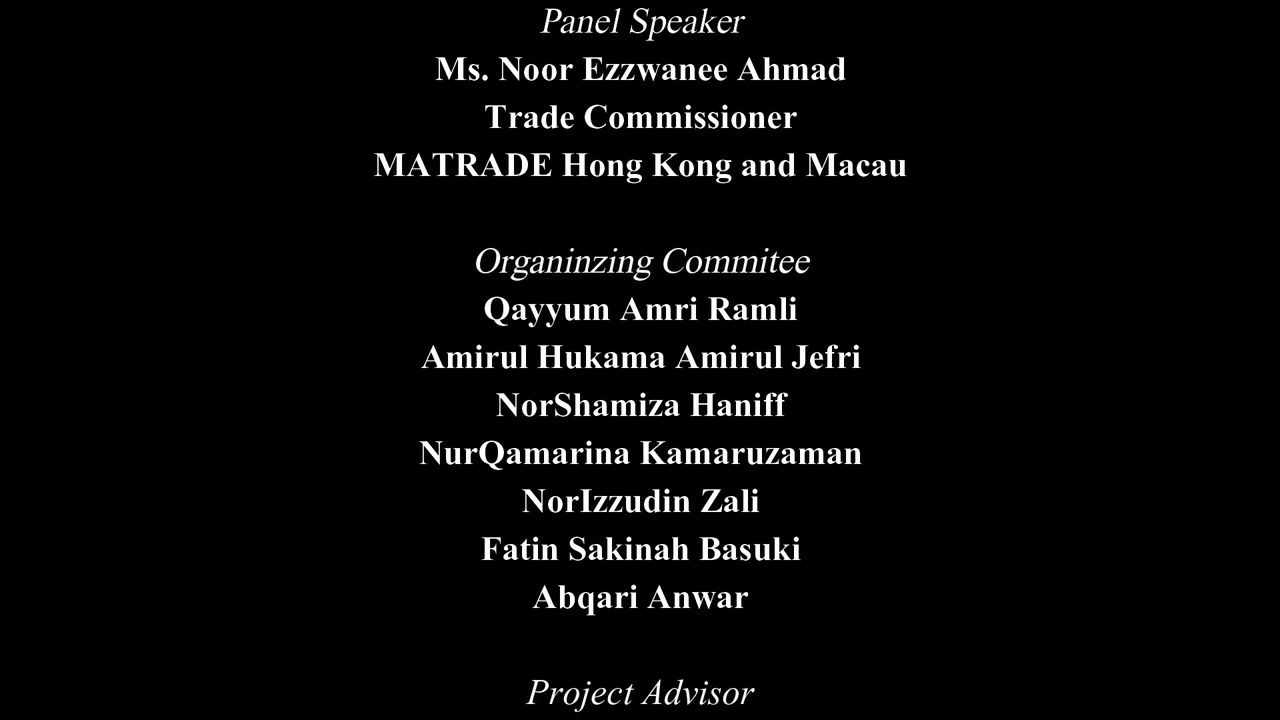 Panel Speaker
Ms. Noor Ezzwanee Ahmad
Trade Commissioner
MATRADE Hong Kong and Macau
Organinzing Commitee
Qayyum Amri Ramli
Amirul Hukama Amirul Jefri
NorShamiza Haniff
NurQamarina Kamaruzaman
NorIzzudin Zali
Fatin Sakinah Basuki
Abqari Anwar
Project Advisor